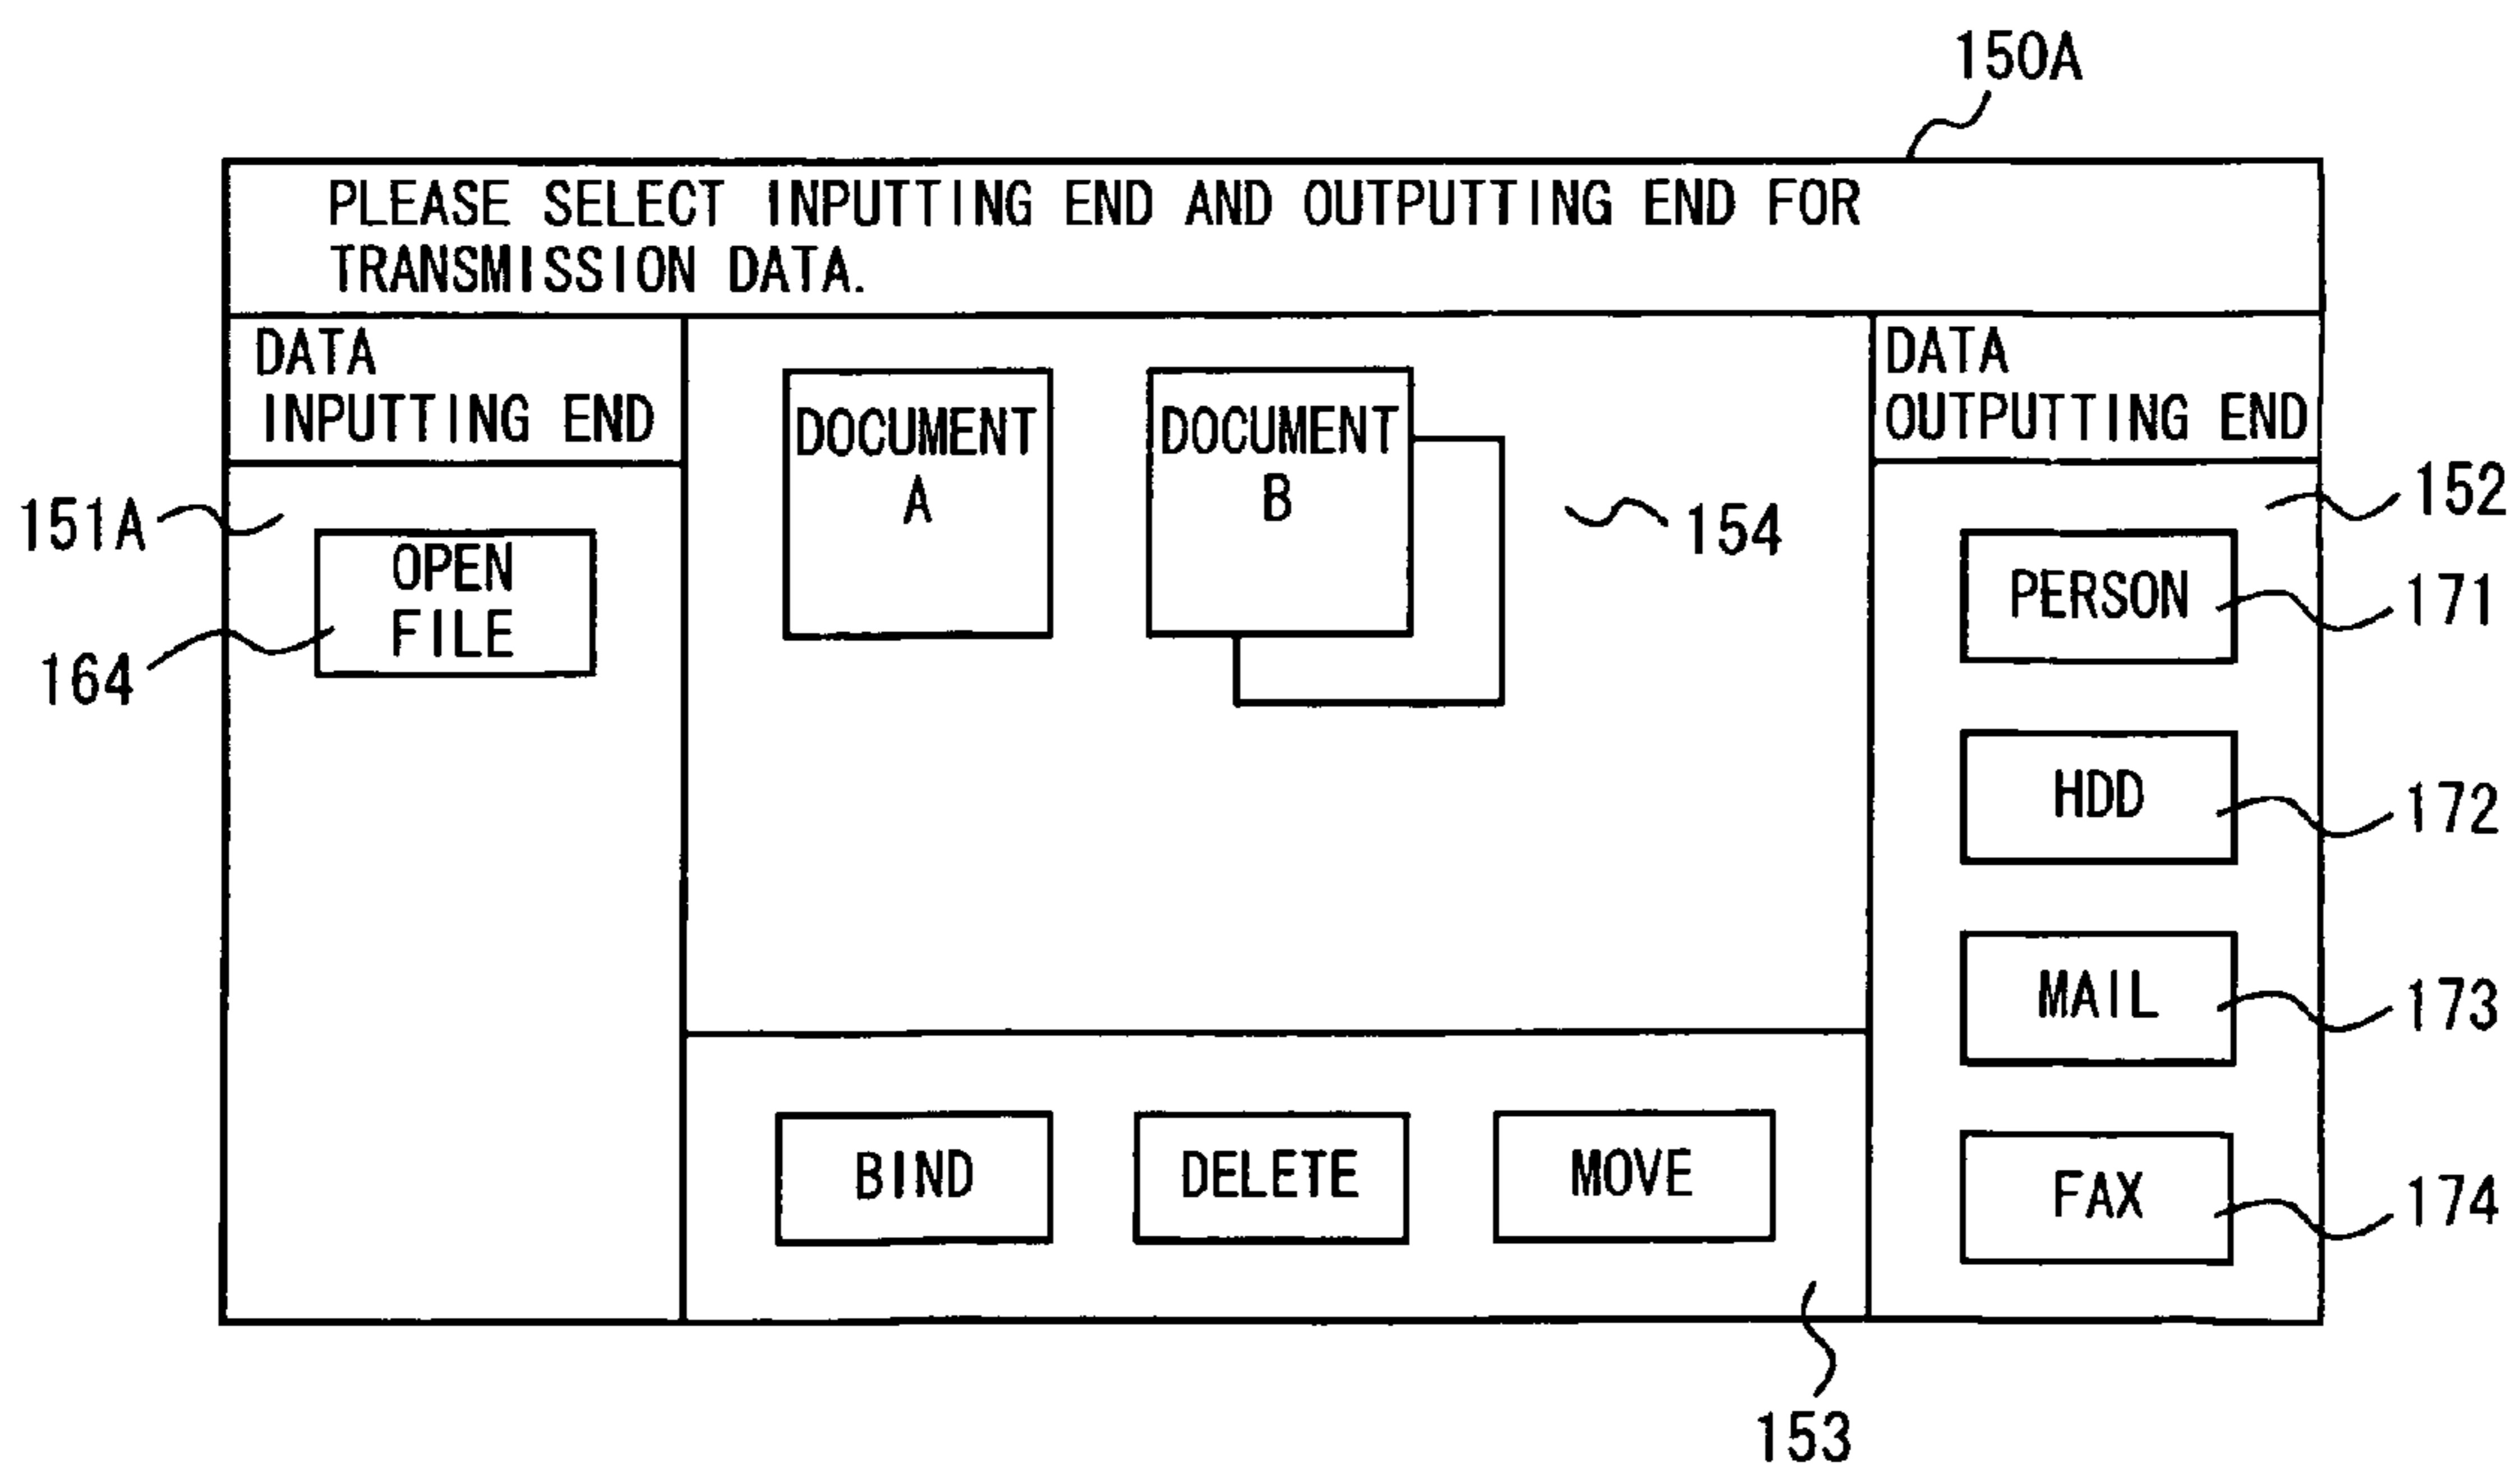 150A
PLEASE SELECT INPUTTING END AND OUTPUTTING END FOR
TRANSMISSION DATA.
DATA
INPUTTING END
151A
OPEN
FILE
164
DOCUMENT
A
DOCUMENT
B
154
BIND
DELETE
MOVE
153
DATA
OUTPUTTING END
152
PERSON
171
HDD
172
MAIL
173
FAX
174